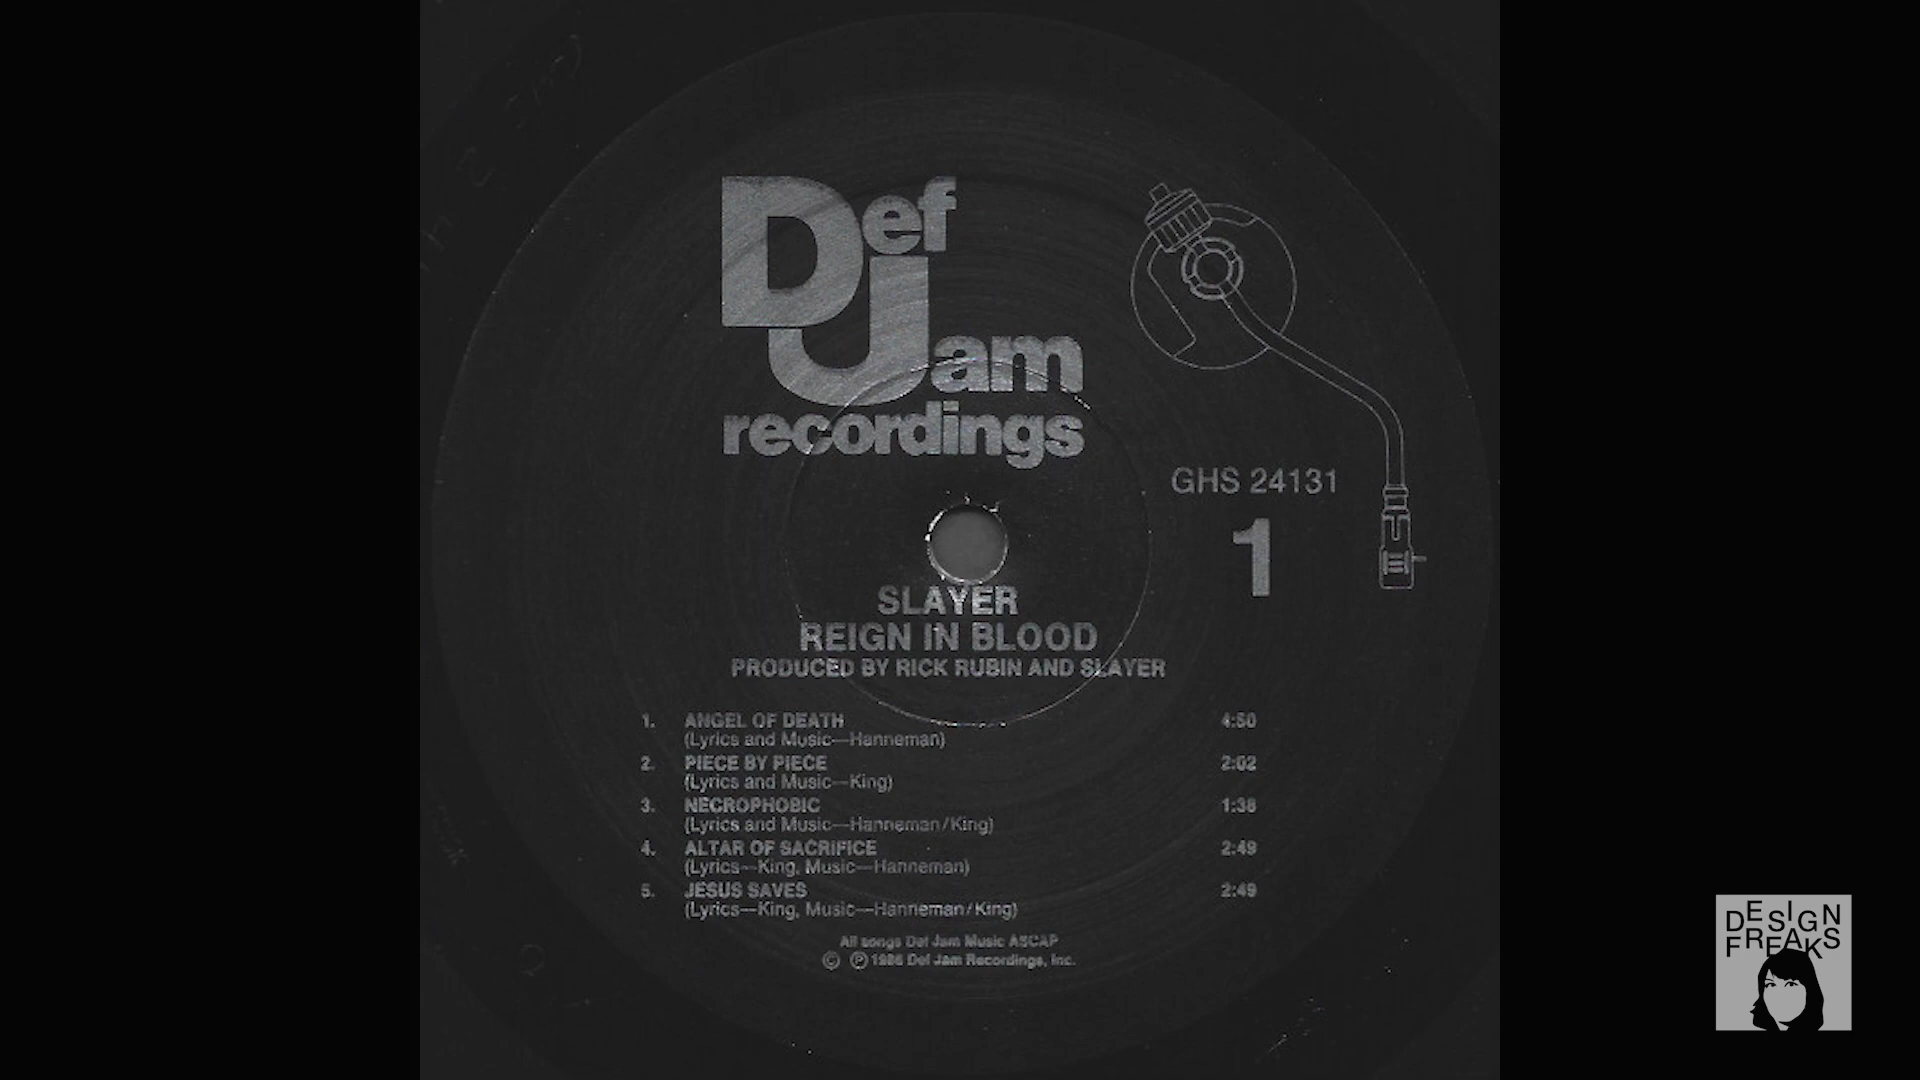 Def
Jam
recordings
GHS 24131
1
SLAYER
REIGN IN BLOOD
PRODUCED BY RICK RUBIN AND SLAYER
1. ANGEL OF DEATH 4:50
(Lyrics and Music—Hanneman)
2. PIECE BY PIECE 2:02
(Lyrics and Music—King)
3. NECROPHOBIC 1:38
(Lyrics and Music—Hanneman/King)
4. ALTAR OF SACRIFICE 2:49
(Lyrics—King, Music—Hanneman)
5. JESUS SAVES 2:49
(Lyrics—King, Music—Hanneman/King)
All songs Def Jam Music ASCAP
© ℗ 1986 Def Jam Recordings, Inc.
DESIGN
FREAKS